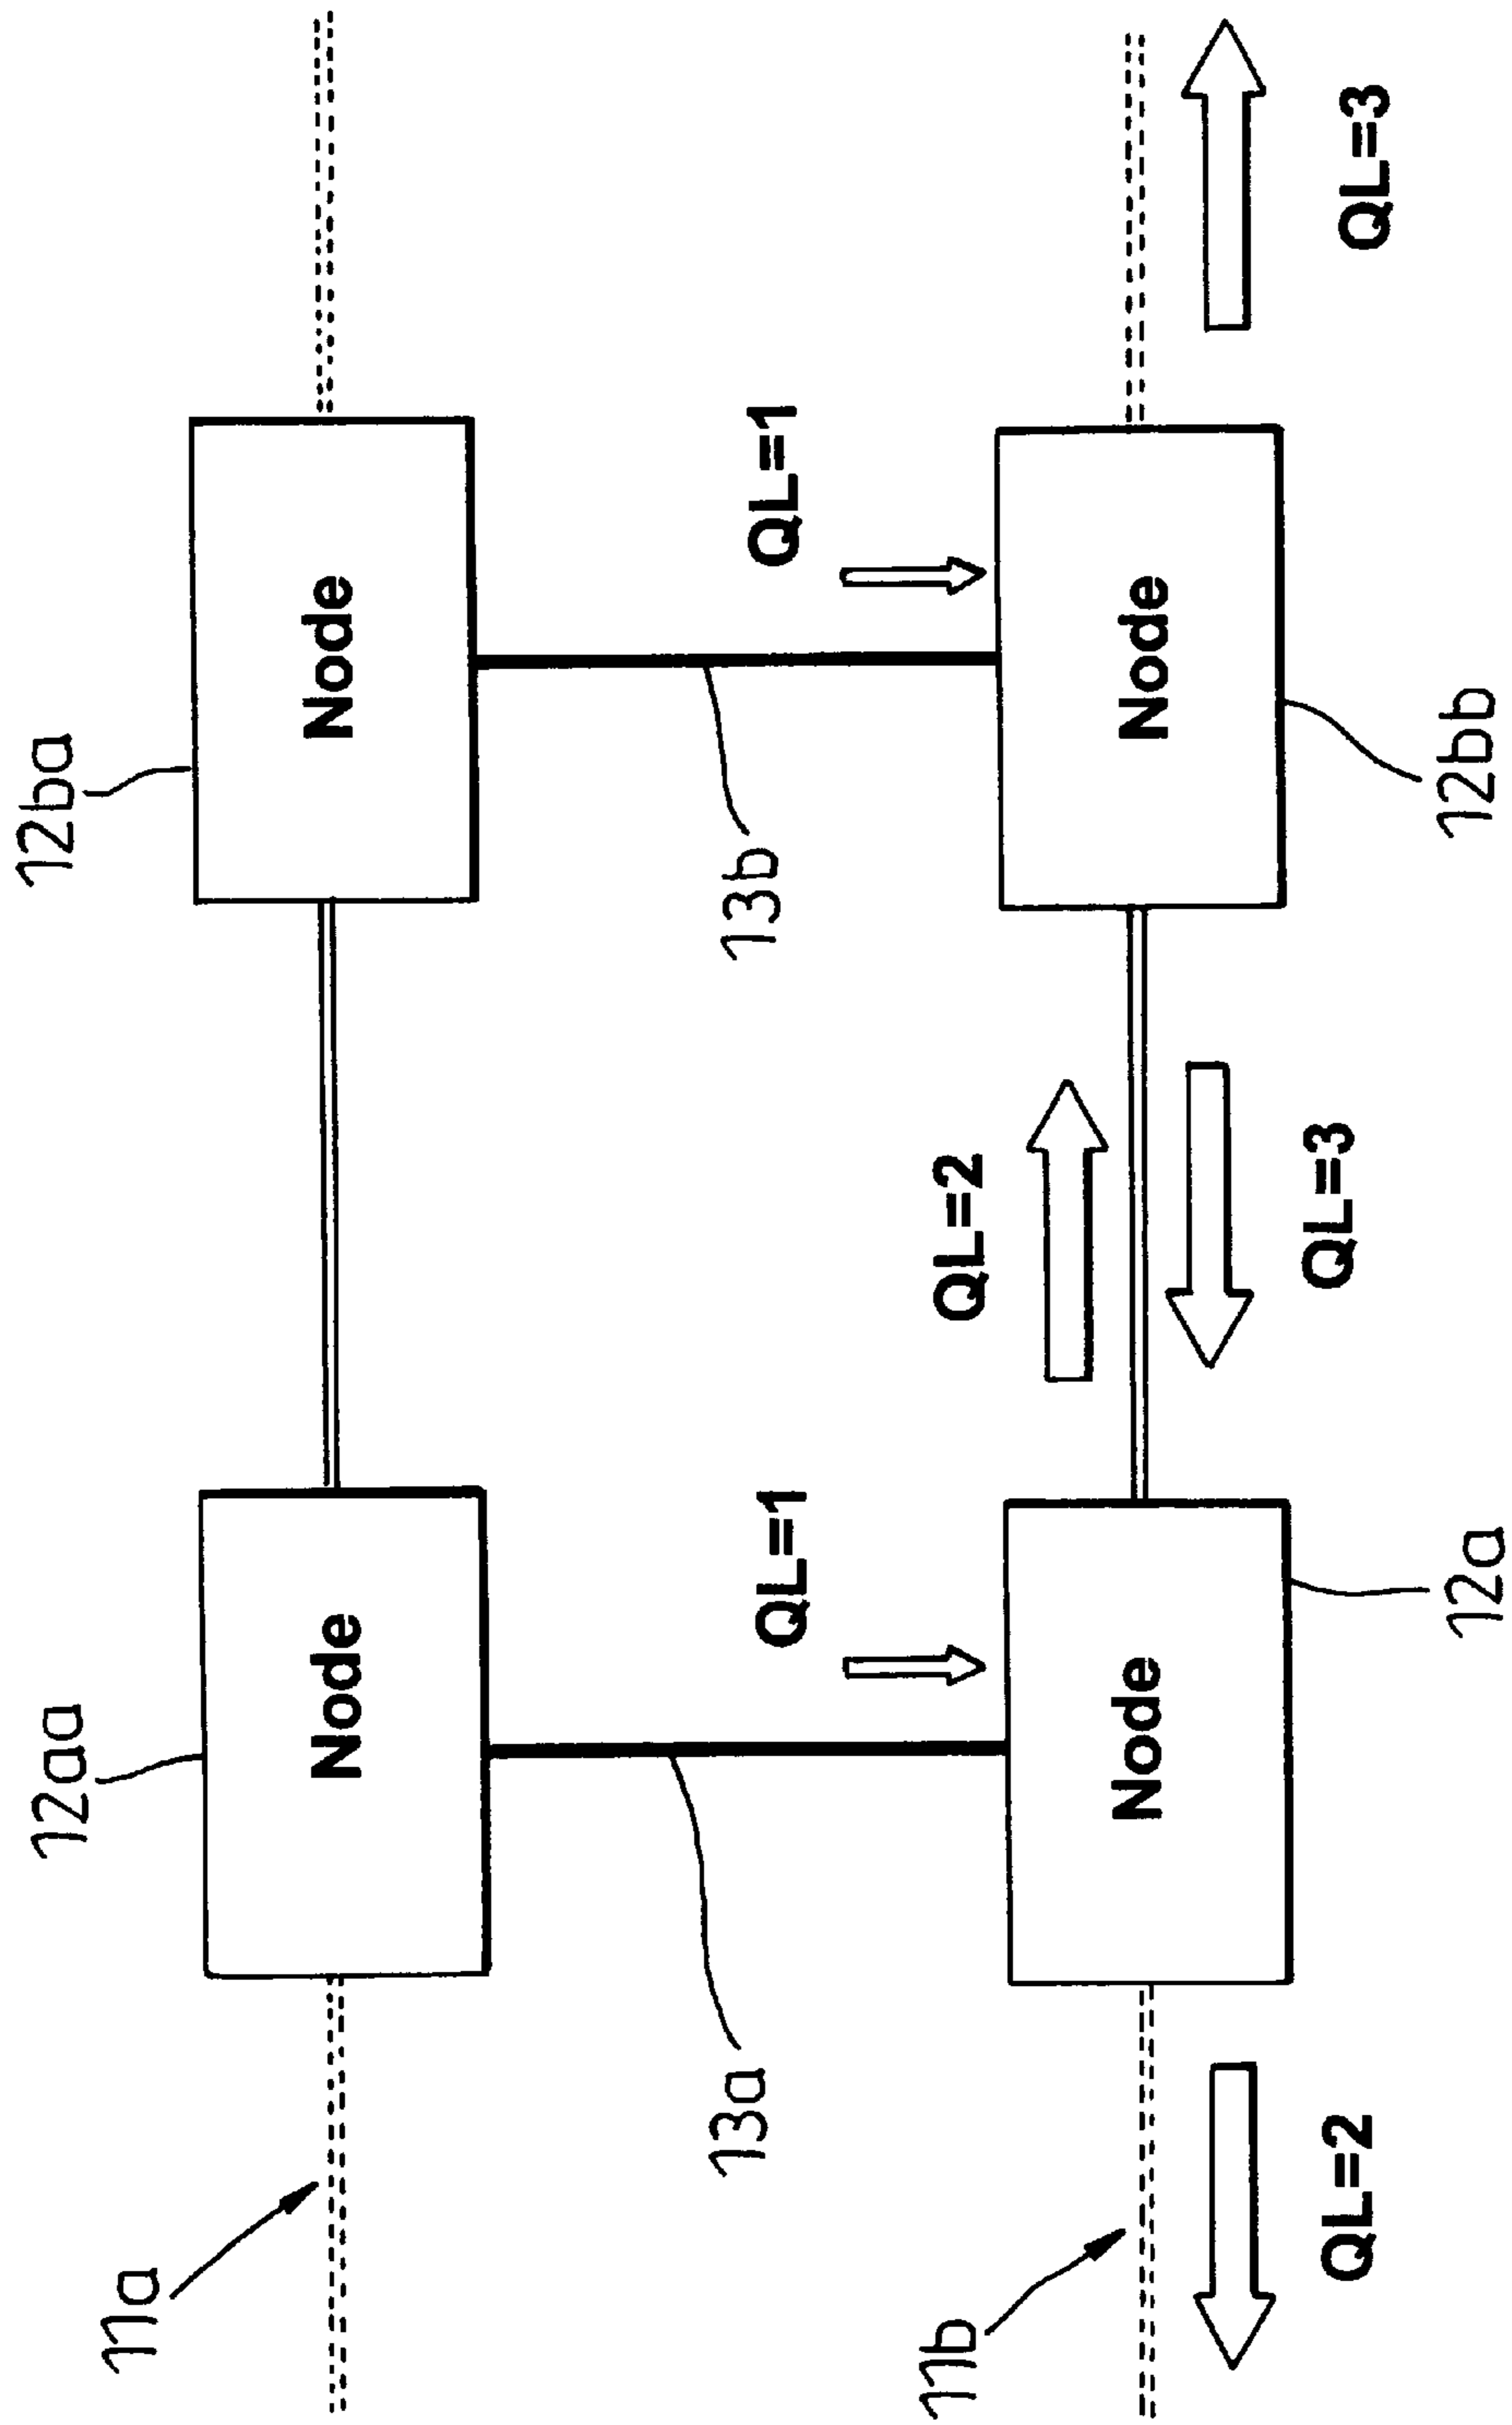 12aa
12ba
11a
Node
Node
13a
QL=1
13b
QL=1
11b
QL=2
Node
Node
QL=2
QL=3
QL=3
12a
12bb